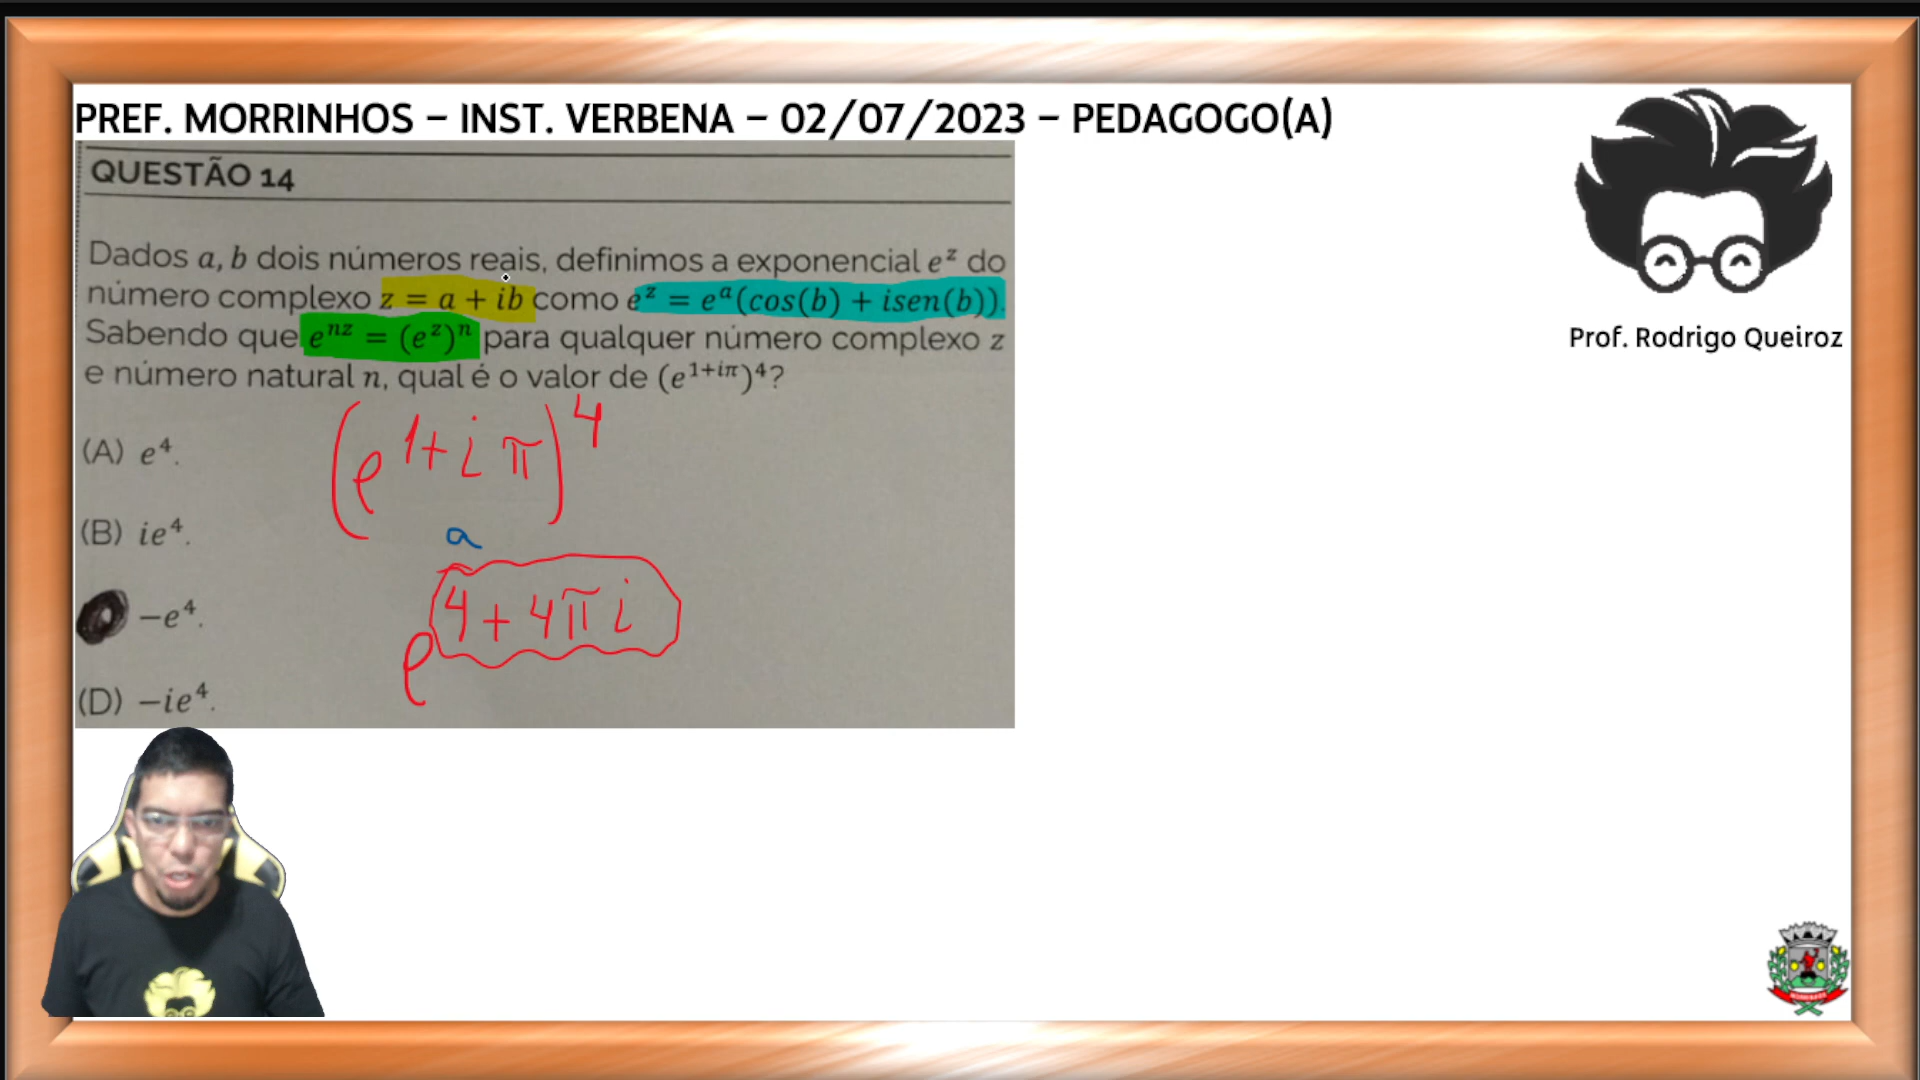 PREF. MORRINHOS – INST. VERBENA – 02/07/2023 – PEDAGOGO(A)
QUESTÃO 14
Dados a, b dois números reais, definimos a exponencial e^z do
número complexo z = a + ib como e^z = e^a(cos(b) + isen(b)).
Sabendo que e^{nz} = (e^z)^n para qualquer número complexo z
e número natural n, qual é o valor de (e^{1+iπ})^4?
(e^{1+iπ})^4
(A) e^4.
(B) ie^4.
a
e^{4+4πi}
−e^4.
(D) −ie^4.
Prof. Rodrigo Queiroz
MORRINHOS